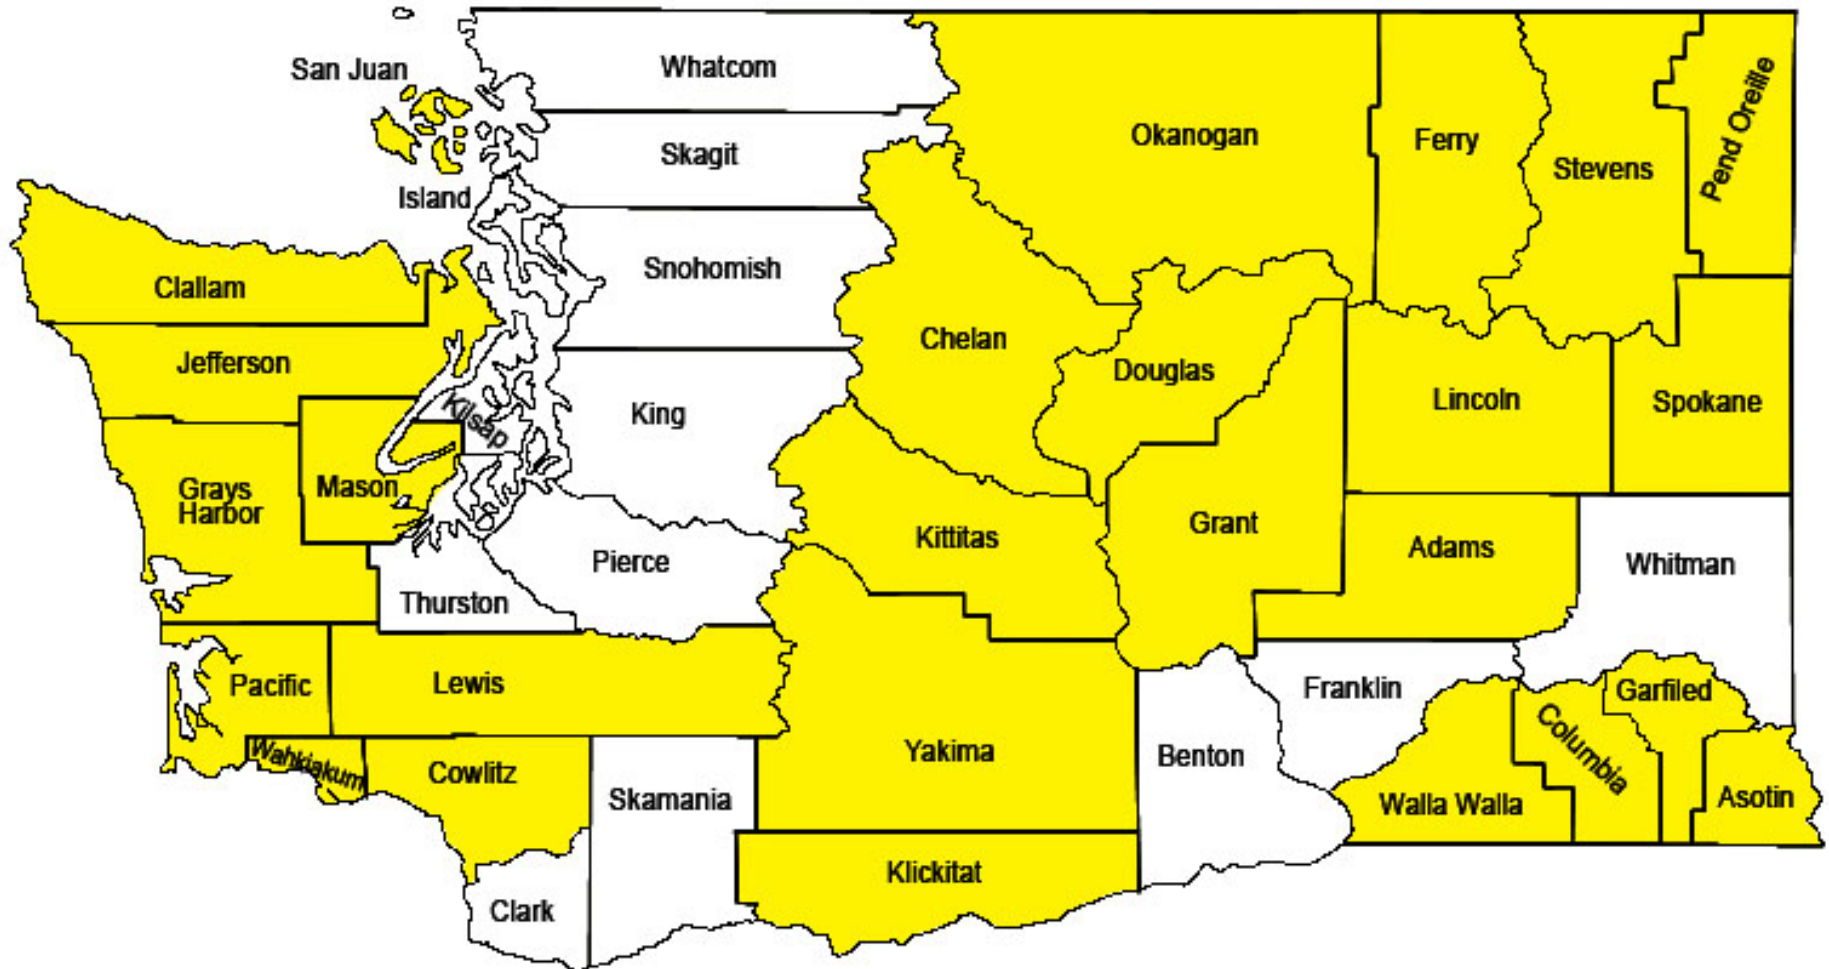 San Juan
Whatcom
Okanogan
Ferry
Stevens
Pend Oreille
Skagit
Island
Snohomish
Clallam
Jefferson
Chelan
Douglas
Lincoln
Spokane
Kilsap
King
Grays
Harbor
Mason
Kittitas
Grant
Adams
Whitman
Pierce
Thurston
Pacific
Lewis
Franklin
Garfiled
Wahkiakum
Cowlitz
Yakima
Benton
Columbia
Skamania
Walla Walla
Asotin
Klickitat
Clark